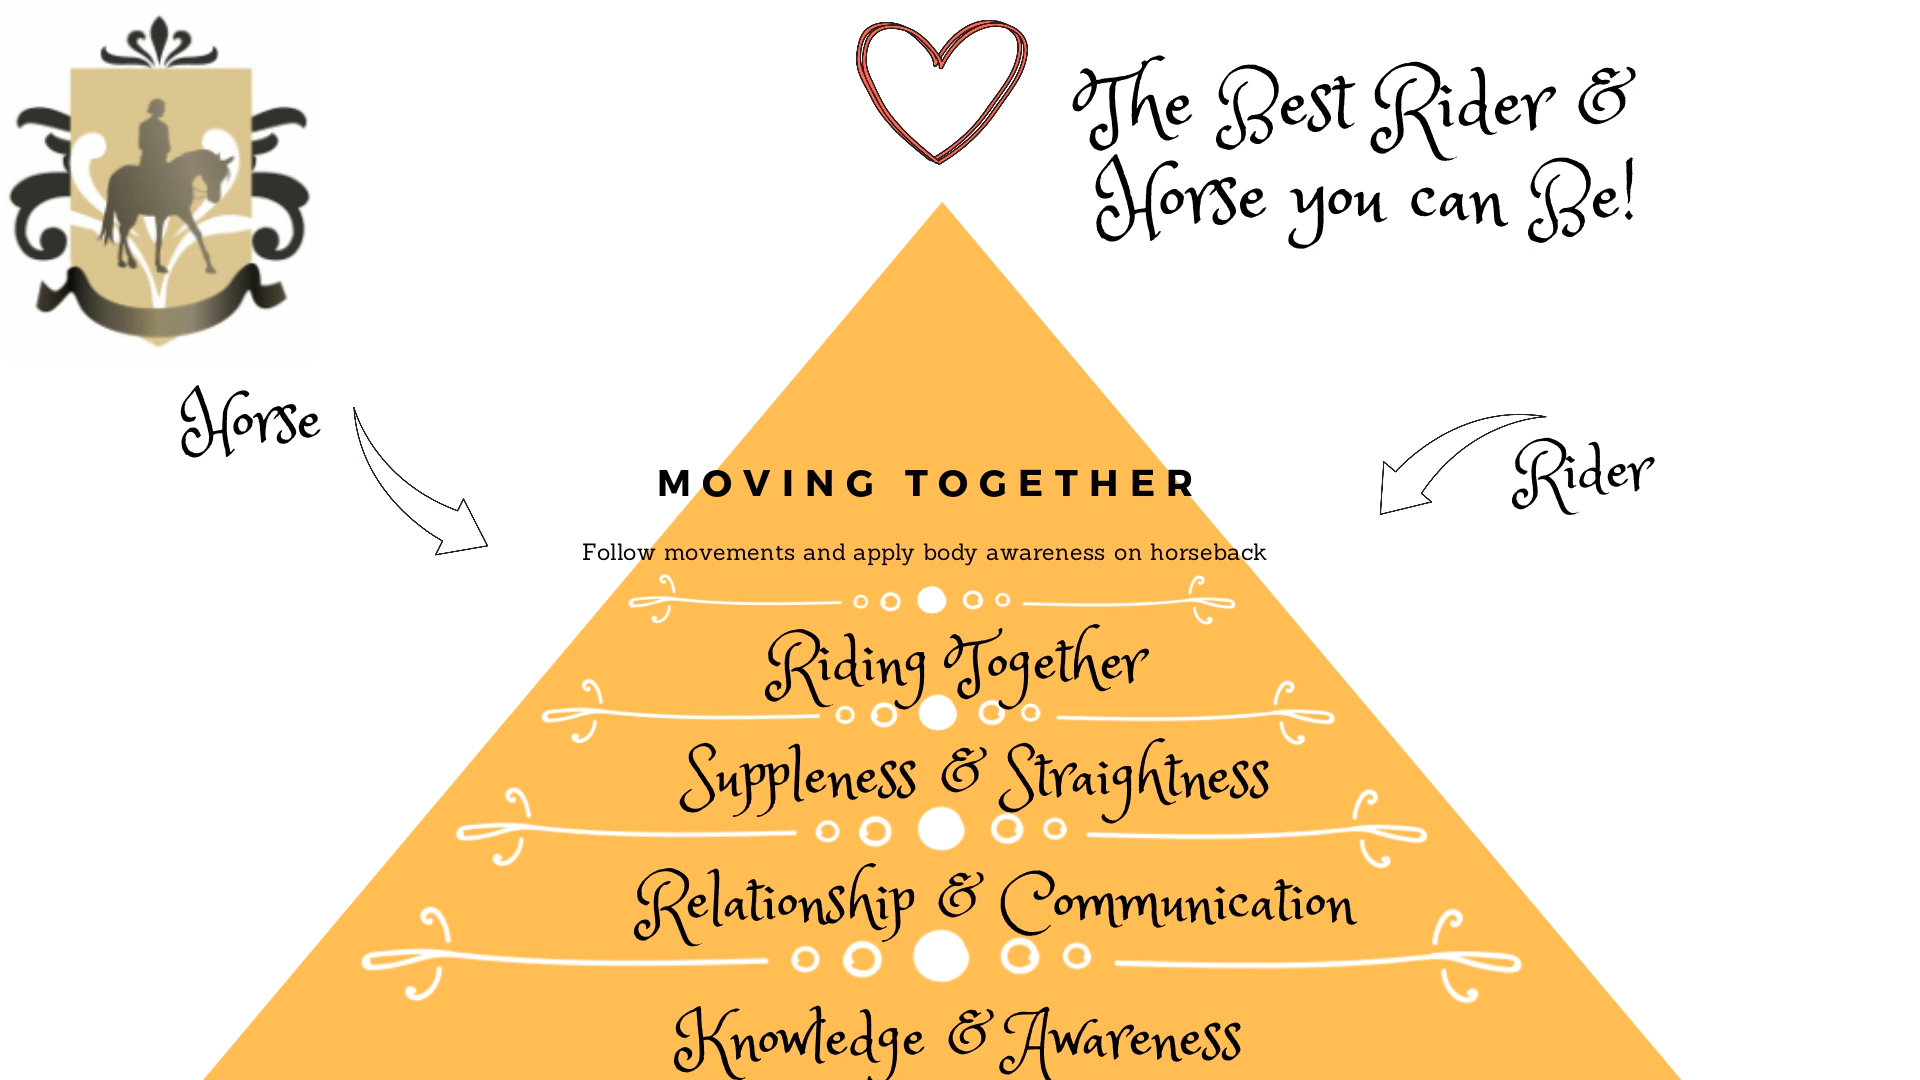 The Best Rider &
Horse you can Be!
Horse
Rider
MOVING TOGETHER
Follow movements and apply body awareness on horseback
Riding Together
Suppleness & Straightness
Relationship & Communication
Knowledge & Awareness